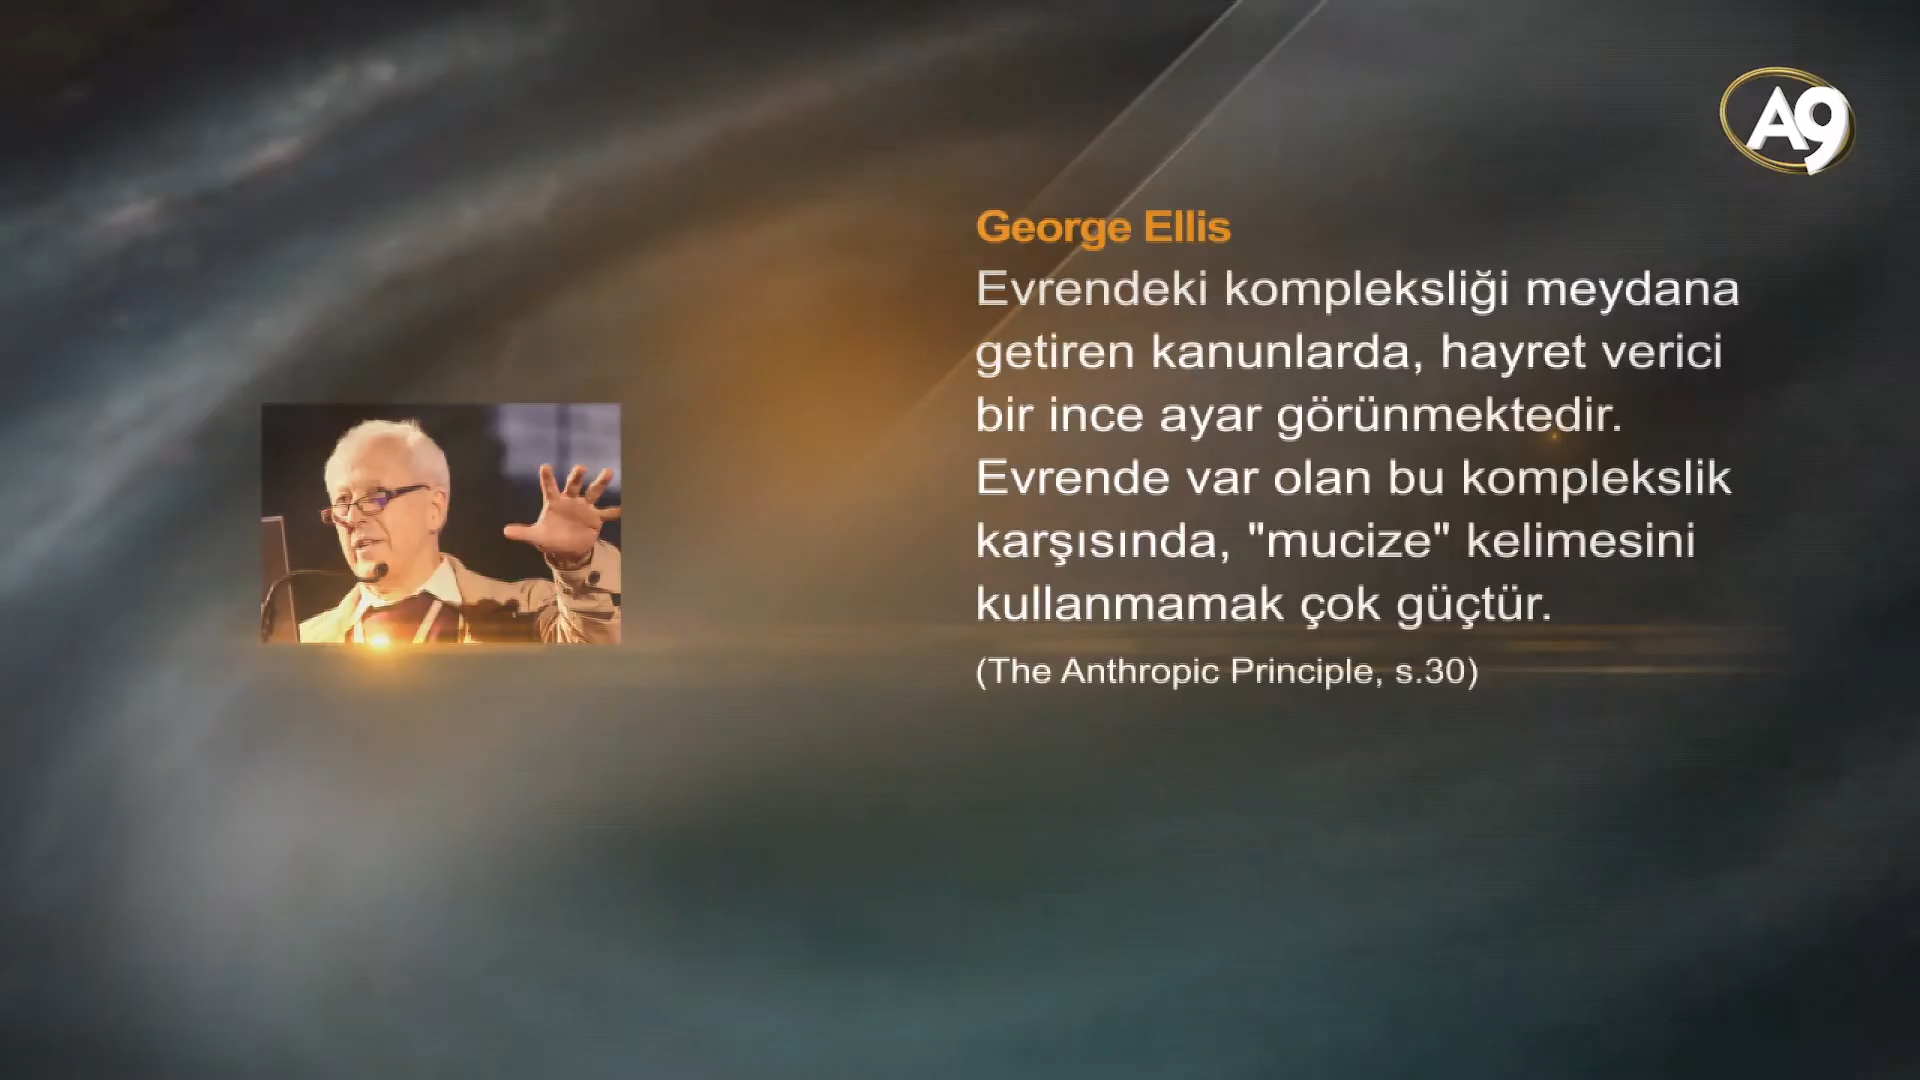 A9
George Ellis
Evrendeki kompleksliği meydana
getiren kanunlarda, hayret verici
bir ince ayar görünmektedir.
Evrende var olan bu komplekslik
karşısında, "mucize" kelimesini
kullanmamak çok güçtür.
(The Anthropic Principle, s.30)